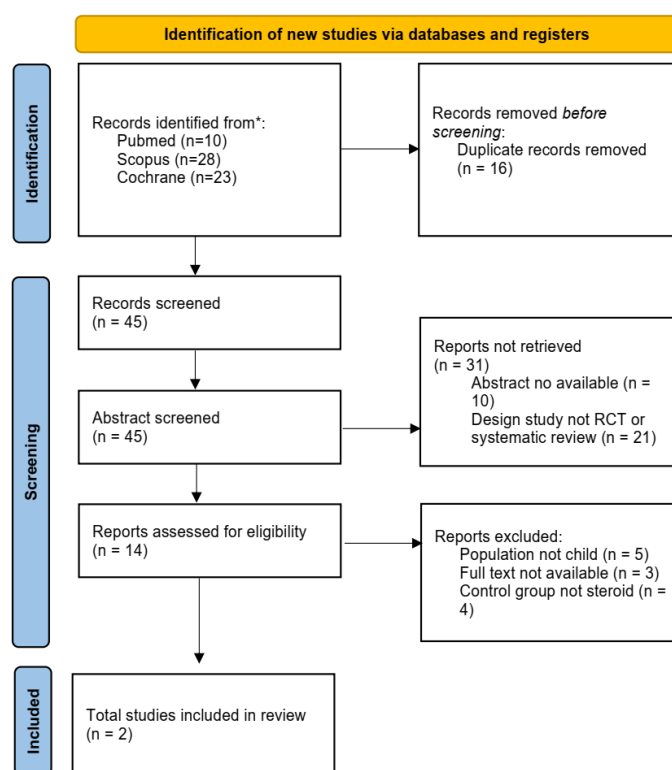 Identification of new studies via databases and registers
Identification
Records identified from*:
Pubmed (n=10)
Scopus (n=28)
Cochrane (n=23)
Records removed before
screening:
Duplicate records removed
(n = 16)
Screening
Records screened
(n = 45)
Abstract screened
(n = 45)
Reports not retrieved
(n = 31)
Abstract no available (n =
10)
Design study not RCT or
systematic review (n = 21)
Reports assessed for eligibility
(n = 14)
Reports excluded:
Population not child (n = 5)
Full text not available (n = 3)
Control group not steroid (n =
4)
Included
Total studies included in review
(n = 2)